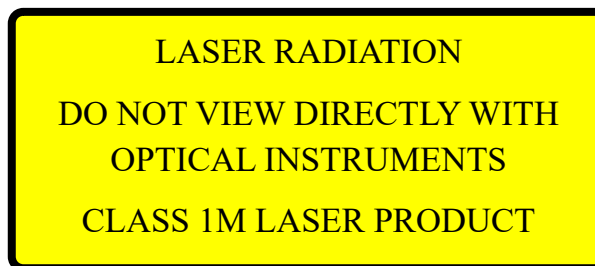 LASER RADIATION
DO NOT VIEW DIRECTLY WITH
OPTICAL INSTRUMENTS
CLASS 1M LASER PRODUCT